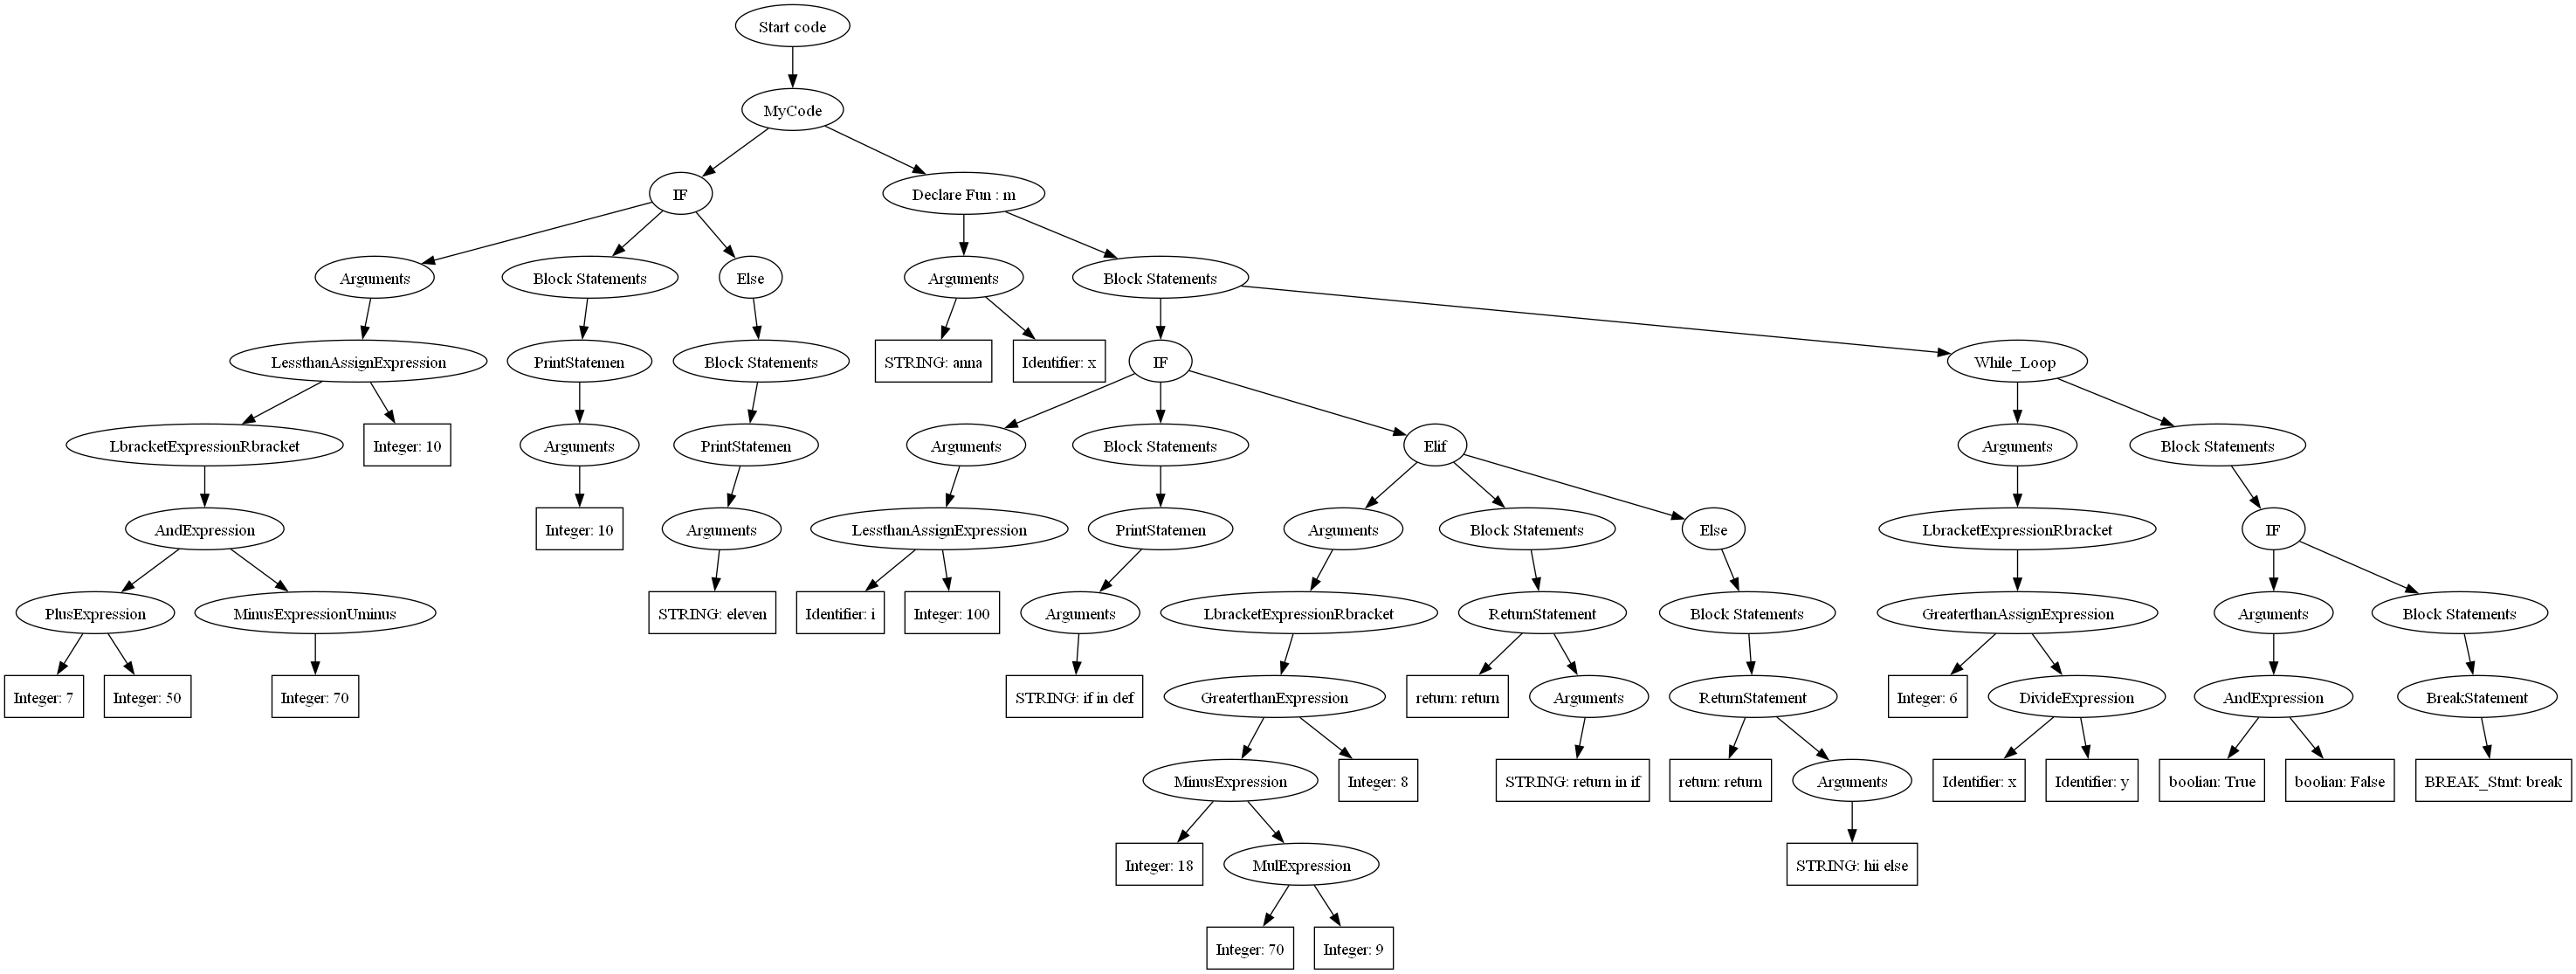 Start code
MyCode
IF
Declare Fun : m
Arguments
Block Statements
Else
Arguments
Block Statements
LessthanAssignExpression
PrintStatemen
Block Statements
STRING: anna
Identifier: x
IF
While_Loop
LbracketExpressionRbracket
Integer: 10
Arguments
PrintStatemen
Arguments
Block Statements
Elif
Arguments
Block Statements
AndExpression
Integer: 10
Arguments
LessthanAssignExpression
PrintStatemen
Arguments
Block Statements
Else
LbracketExpressionRbracket
IF
PlusExpression
MinusExpressionUminus
STRING: eleven
Identifier: i
Integer: 100
Arguments
LbracketExpressionRbracket
ReturnStatement
Block Statements
GreaterthanAssignExpression
Arguments
Block Statements
Integer: 7
Integer: 50
Integer: 70
STRING: if in def
GreaterthanExpression
return: return
Arguments
ReturnStatement
Integer: 6
DivideExpression
AndExpression
BreakStatement
MinusExpression
Integer: 8
STRING: return in if
return: return
Arguments
Identifier: x
Identifier: y
boolian: True
boolian: False
BREAK_Stmt: break
Integer: 18
MulExpression
STRING: hii else
Integer: 70
Integer: 9